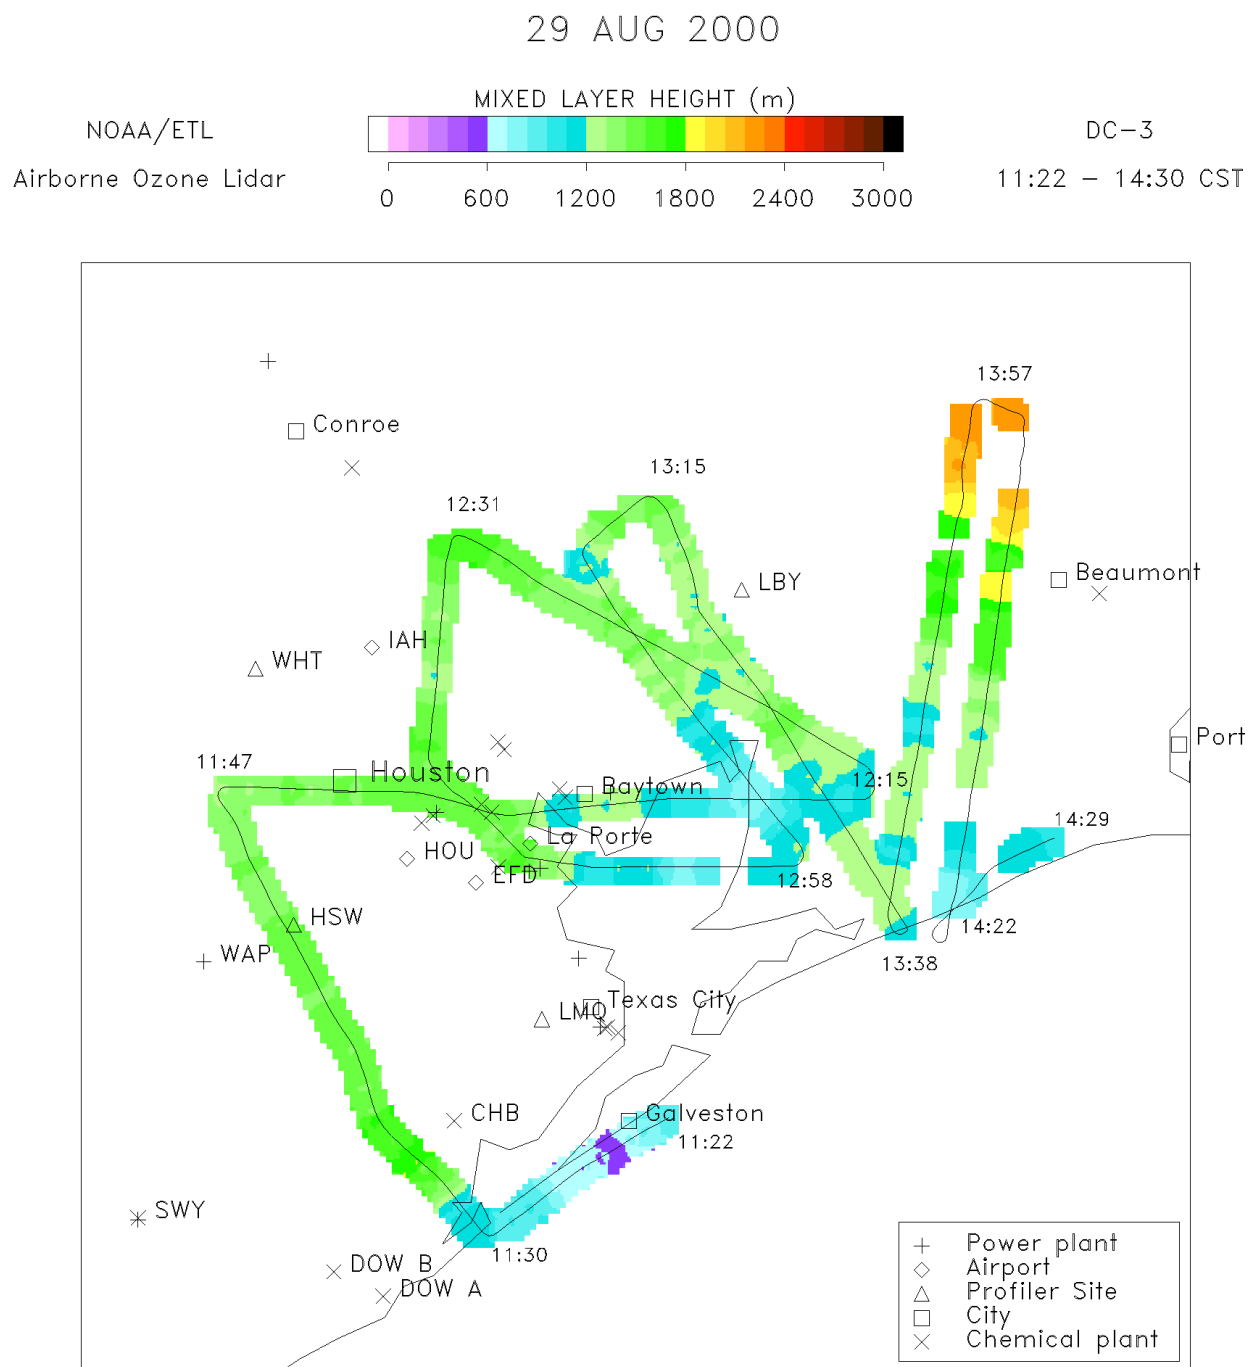 29 AUG 2000
MIXED LAYER HEIGHT (m)
NOAA/ETL
DC-3
Airborne Ozone Lidar
11:22 - 14:30 CST
0 600 1200 1800 2400 3000
13:57
Conroe
13:15
12:31
Beaumont
LBY
IAH
WHT
Port
11:47
Houston
12:15
Baytown
La Porte
HOU
EFD
14:29
12:58
HSW
14:22
WAP
13:38
Texas City
LMQ
CHB
Galveston
11:22
SWY
11:30
DOW B
DOW A
Power plant
Airport
Profiler Site
City
Chemical plant